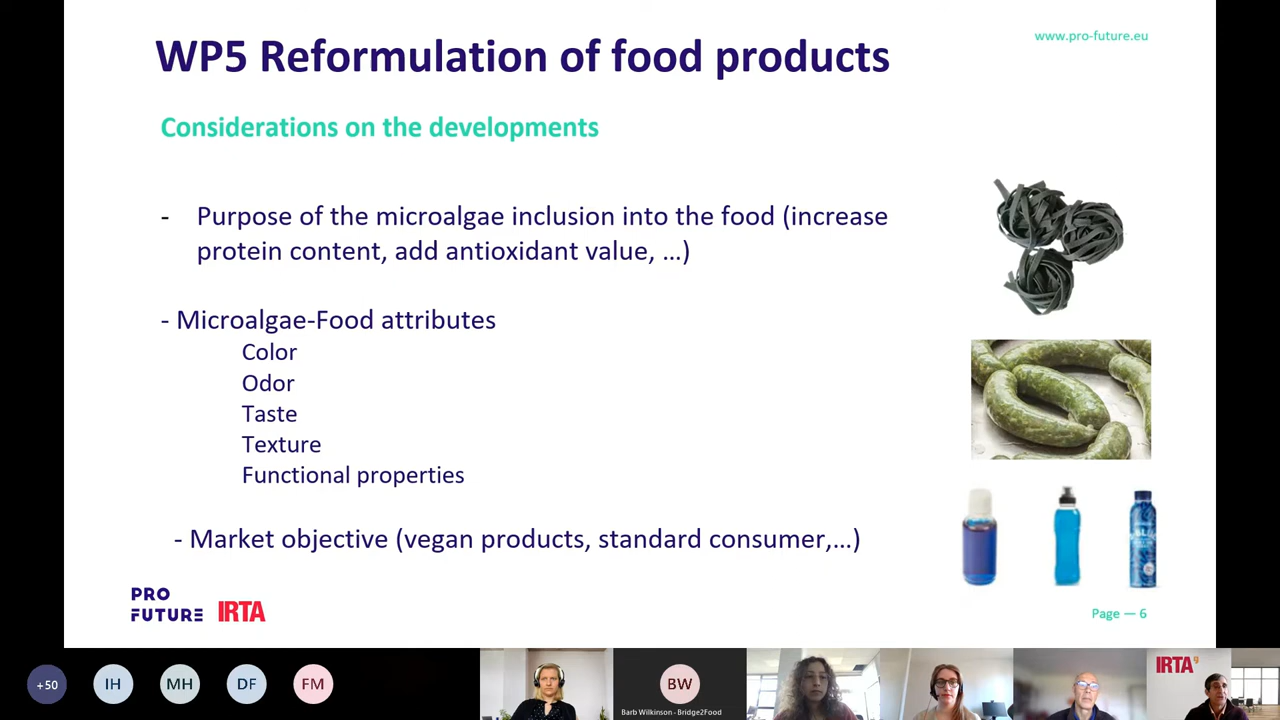 WP5 Reformulation of food products
www.pro-future.eu
Considerations on the developments
- Purpose of the microalgae inclusion into the food (increase
protein content, add antioxidant value, ...)
- Microalgae-Food attributes
Color
Odor
Taste
Texture
Functional properties
- Market objective (vegan products, standard consumer,...)
PRO
FUTURE
IRTA
Page — 6
+50
IH
MH
DF
FM
BW
Barb Wilkinson - Bridge2Food
IRTA